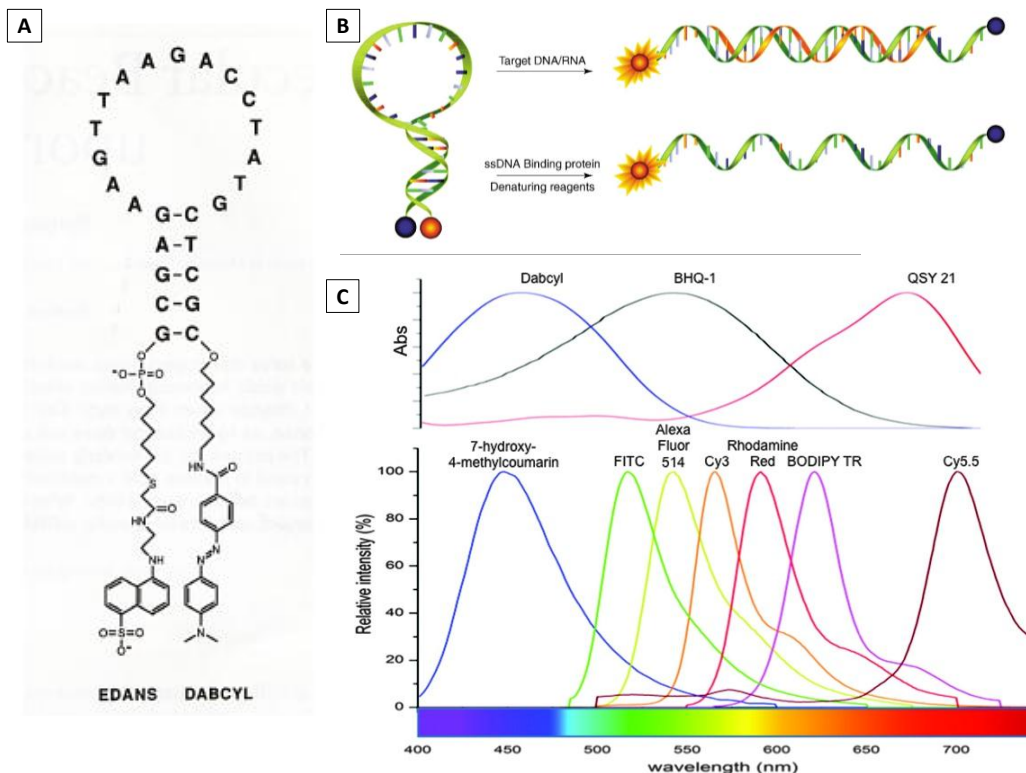 A
A A G A C
T C
T T
G A
A T
A G
G-C
A-T
G-C
C-G
G-C
O O
⁻O-P=O
O
HN O
S
O
HN
N
NH N
O=S=O
O⁻
N
EDANS DABCYL
B
Target DNA/RNA
ssDNA Binding protein
Denaturing reagents
C
Dabcyl BHQ-1 QSY 21
Abs
7-hydroxy-
4-methylcoumarin
FITC
Alexa
Fluor
514
Cy3
Rhodamine
Red
BODIPY TR
Cy5.5
Relative intensity (%)
100
80
60
40
20
0
400 450 500 550 600 650 700
wavelength (nm)